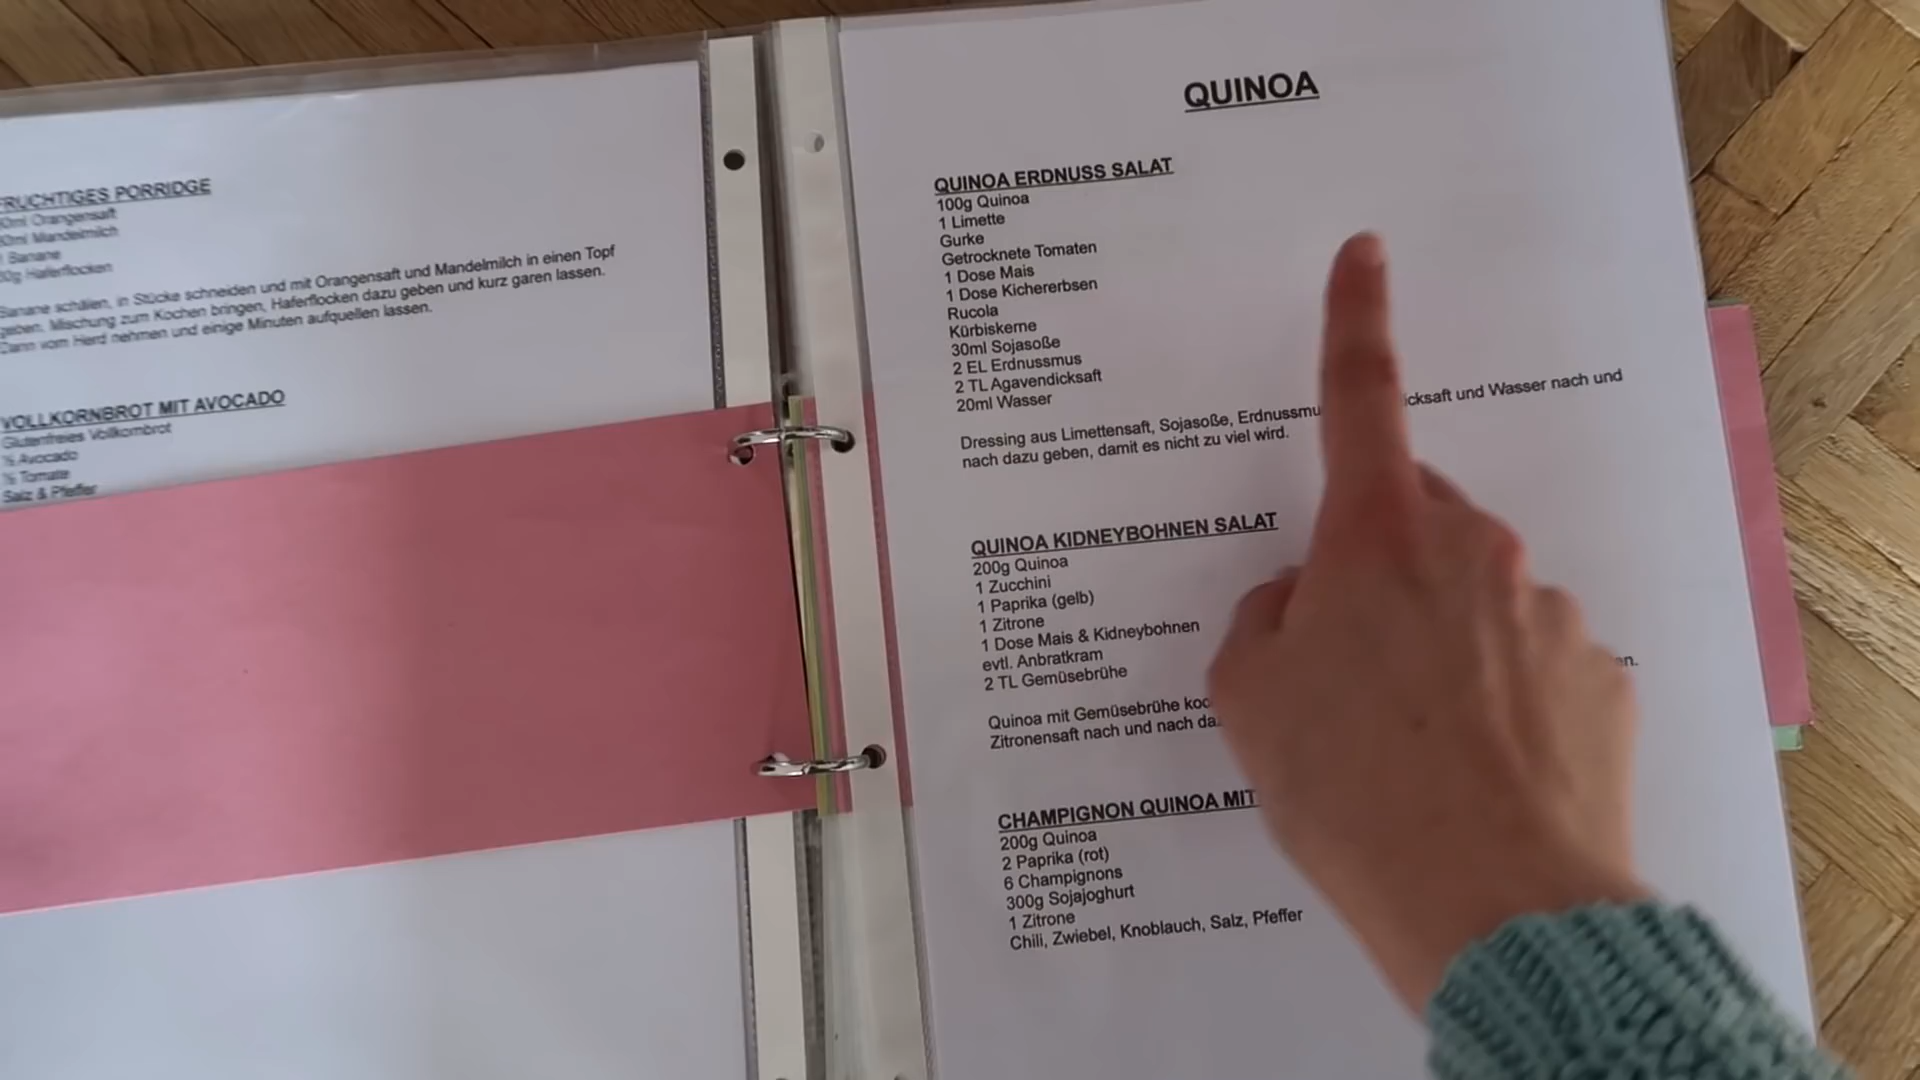 FRUCHTIGES PORRIDGE
Orangensaft
Mandelmilch
Banane
Haferflocken
Banane schälen, in Stücke schneiden und mit Orangensaft und Mandelmilch in einen Topf
geben. Mischung zum Kochen bringen, Haferflocken dazu geben und kurz garen lassen.
Dann vom Herd nehmen und einige Minuten aufquellen lassen.
VOLLKORNBROT MIT AVOCADO
Glutenfreies Vollkornbrot
½ Avocado
½ Tomate
Salz & Pfeffer
QUINOA
QUINOA ERDNUSS SALAT
100g Quinoa
1 Limette
Gurke
Getrocknete Tomaten
1 Dose Mais
1 Dose Kichererbsen
Rucola
Kürbiskerne
30ml Sojasoße
2 EL Erdnussmus
2 TL Agavendicksaft
20ml Wasser
Dressing aus Limettensaft, Sojasoße, Erdnussmu icksaft und Wasser nach und
nach dazu geben, damit es nicht zu viel wird.
QUINOA KIDNEYBOHNEN SALAT
200g Quinoa
1 Zucchini
1 Paprika (gelb)
1 Zitrone
1 Dose Mais & Kidneybohnen
evtl. Anbratkram
2 TL Gemüsebrühe
Quinoa mit Gemüsebrühe koc en.
Zitronensaft nach und nach da
CHAMPIGNON QUINOA MIT
200g Quinoa
2 Paprika (rot)
6 Champignons
300g Sojajoghurt
1 Zitrone
Chili, Zwiebel, Knoblauch, Salz, Pfeffer